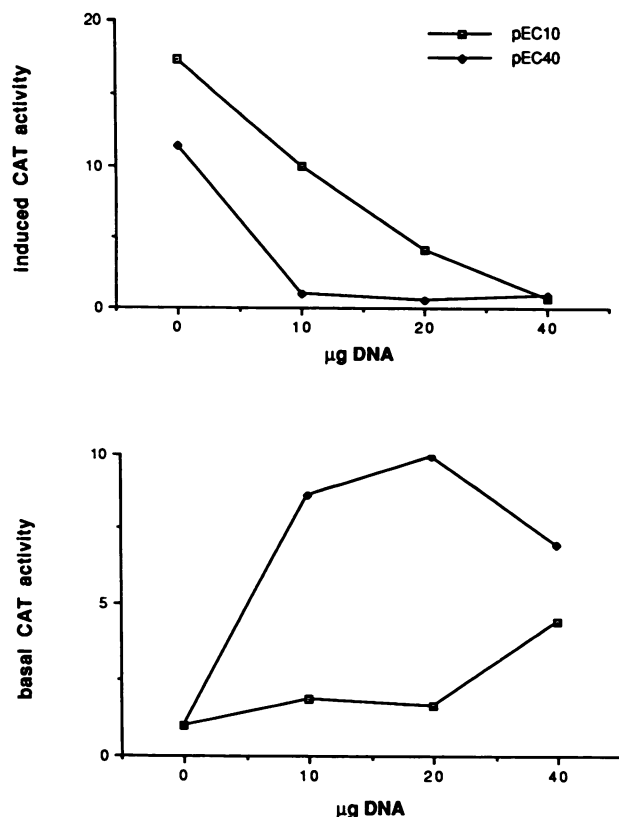 20
10
0
induced CAT activity
pEC10
pEC40
0 10 20 40
µg DNA
10
5
0
basal CAT activity
0 10 20 40
µg DNA